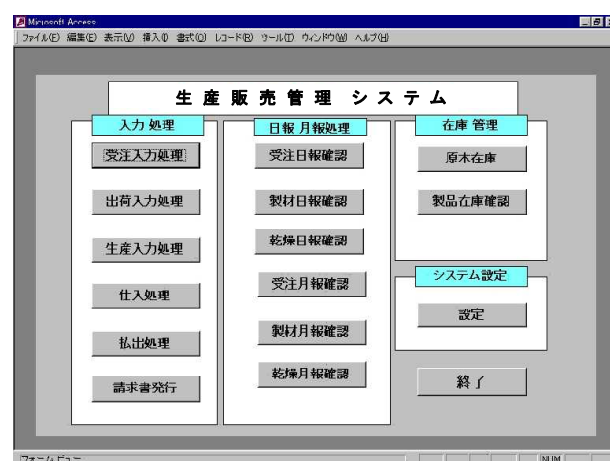 Microsoft Access
ファイル(F) 編集(E) 表示(V) 挿入(I) 書式(O) レコード(R) ツール(T) ウィンドウ(W) ヘルプ(H)
生産販売管理 システム
入力 処理
受注入力処理
出荷入力処理
生産入力処理
仕入処理
払出処理
請求書発行
日報 月報処理
受注日報確認
製材日報確認
乾燥日報確認
受注月報確認
製材月報確認
乾燥月報確認
在庫 管理
原木在庫
製品在庫確認
システム設定
設定
終了
フォーム ビュー
NUM